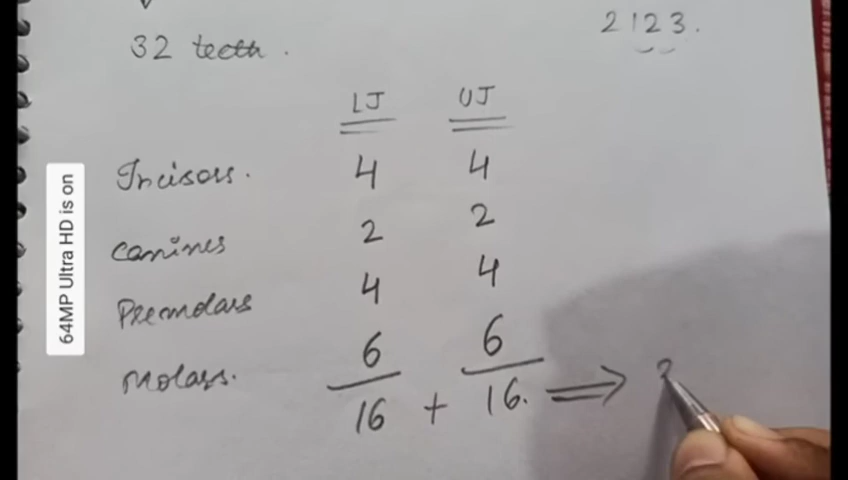 2123.
32 teeth.
LJ UJ
Incisors. 4 4
Canines 2 2
Premolars 4 4
Molars. 6 6
16 + 16. ⟹
64MP Ultra HD is on